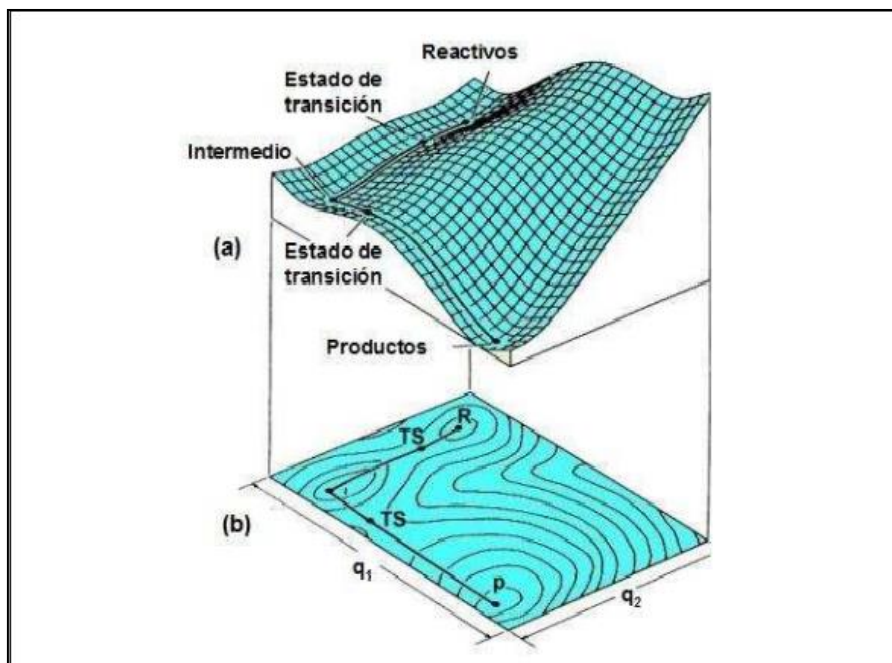 Reactivos
Estado de
transición
Intermedio
(a)
Estado de
transición
Productos
R
TS
TS
(b)
p
q₁
q₂